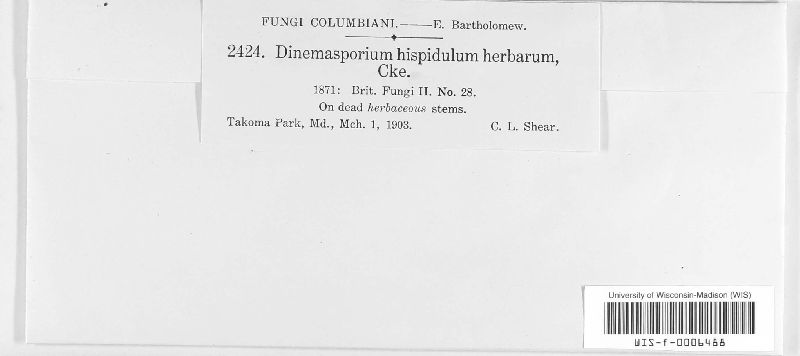 FUNGI COLUMBIANI.——E. Bartholomew.
2424. Dinemasporium hispidulum herbarum,
Cke.
1871: Brit. Fungi II. No. 28.
On dead herbaceous stems.
Takoma Park, Md., Mch. 1, 1903. C. L. Shear.
University of Wisconsin-Madison (WIS)
WIS-f-0006466